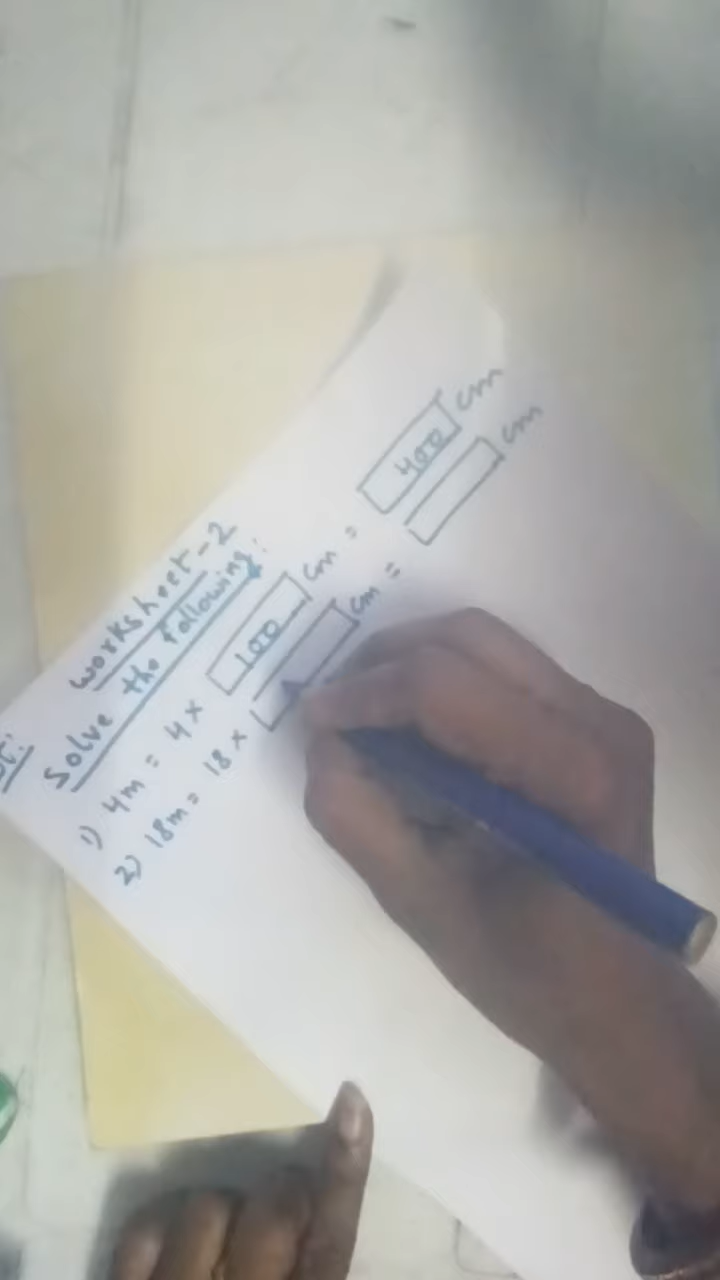 Worksheet-2
Solve the following:
1) 4m = 4 x 100 cm = 400 cm
2) 18m = 18 x cm = cm